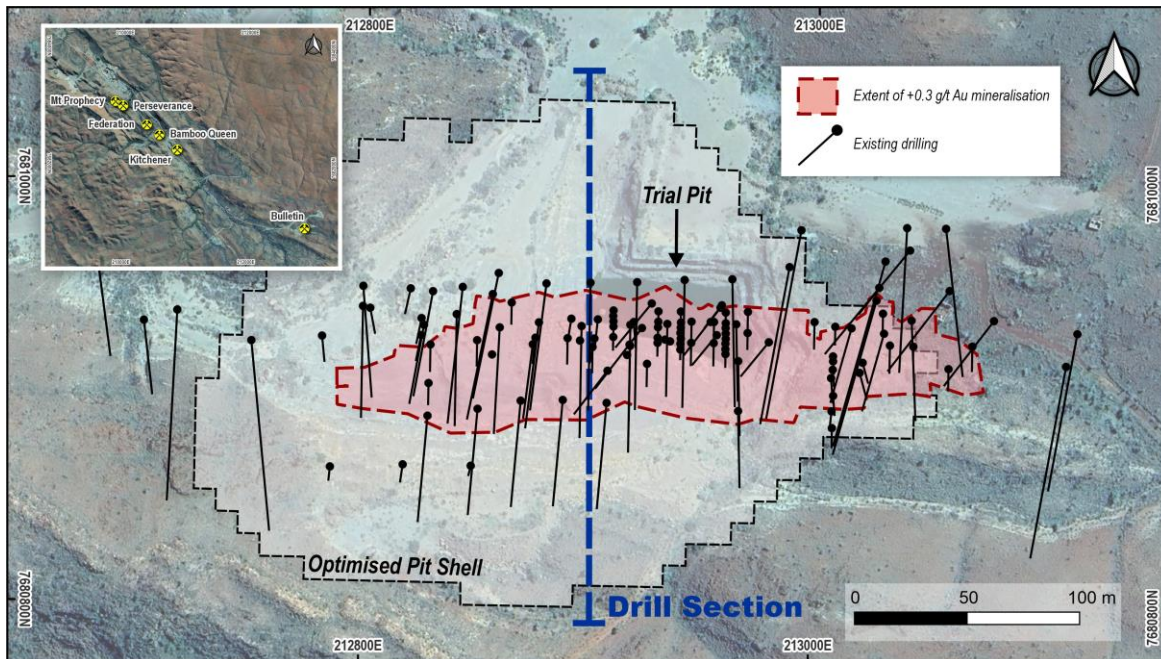 212800E
213000E
Mt Prophecy
Perseverance
Federation
Bamboo Queen
Kitchener
Bulletin
Extent of +0.3 g/t Au mineralisation
Existing drilling
7681000N
7681000N
Trial Pit
Optimised Pit Shell
Drill Section
0
50
100 m
7680800N
7680800N
212800E
213000E